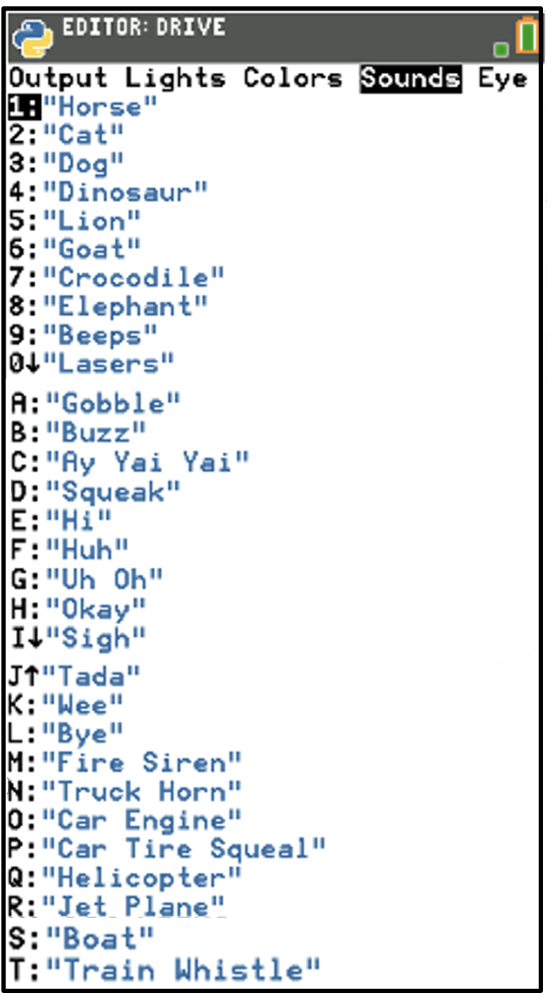 EDITOR: DRIVE
Output Lights Colors Sounds Eye
1:"Horse"
2:"Cat"
3:"Dog"
4:"Dinosaur"
5:"Lion"
6:"Goat"
7:"Crocodile"
8:"Elephant"
9:"Beeps"
0↓"Lasers"
A:"Gobble"
B:"Buzz"
C:"Ay Yai Yai"
D:"Squeak"
E:"Hi"
F:"Huh"
G:"Uh Oh"
H:"Okay"
I↓"Sigh"
J↑"Tada"
K:"Wee"
L:"Bye"
M:"Fire Siren"
N:"Truck Horn"
O:"Car Engine"
P:"Car Tire Squeal"
Q:"Helicopter"
R:"Jet Plane"
S:"Boat"
T:"Train Whistle"